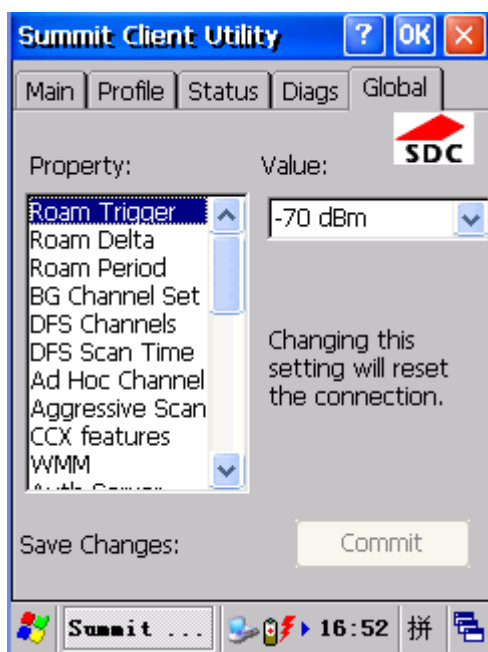 Summit Client Utility ? OK ×
Main Profile Status Diags Global
SDC
Property: Value:
Roam Trigger
-70 dBm
Roam Delta
Roam Period
BG Channel Set
DFS Channels
DFS Scan Time
Ad Hoc Channel
Aggressive Scan
CCX features
WMM
Auth Server
Changing this
setting will reset
the connection.
Save Changes: Commit
Summit ... 16:52 拼